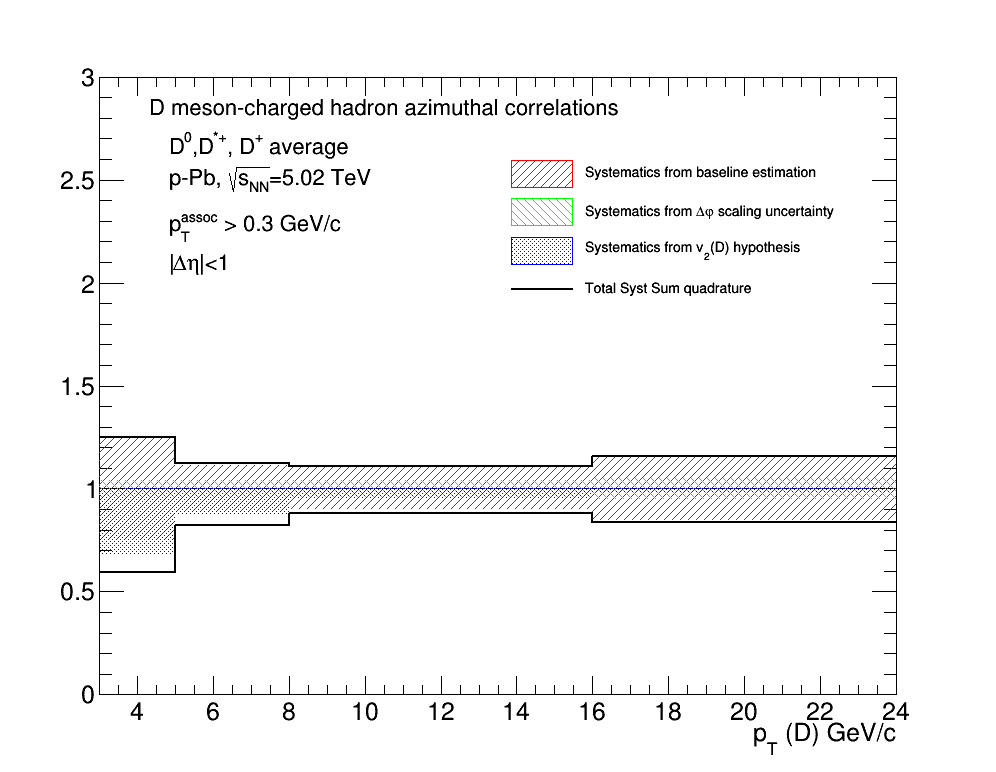 D meson-charged hadron azimuthal correlations
D⁰,D*⁺, D⁺ average
p-Pb, √s_NN=5.02 TeV
p_T^assoc > 0.3 GeV/c
|Δη|<1
Systematics from baseline estimation
Systematics from Δφ scaling uncertainty
Systematics from v₂(D) hypothesis
Total Syst Sum quadrature
3
2.5
2
1.5
1
0.5
0
4 6 8 10 12 14 16 18 20 22 24
p_T (D) GeV/c